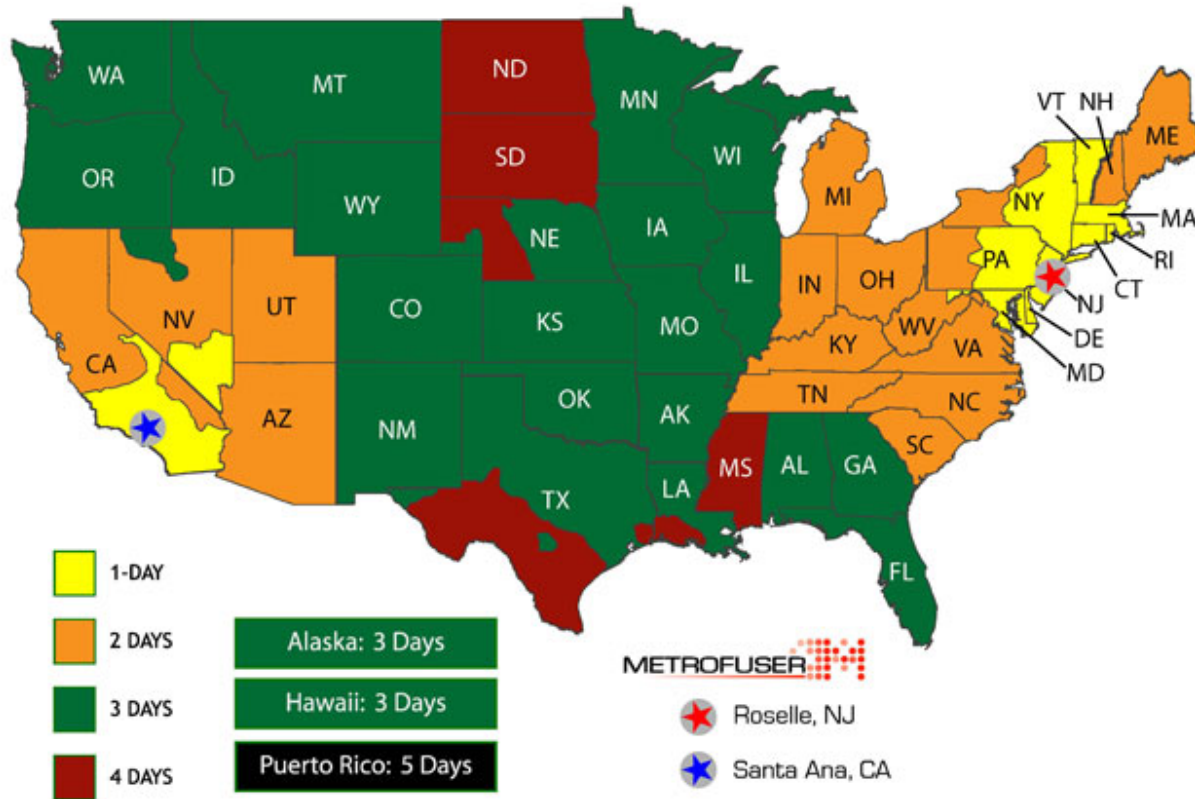 WA
MT
ND
MN
VT NH
ME
OR
ID
SD
WI
MI
NY
MA
WY
NE
IA
PA
RI
CT
NV
UT
CO
KS
MO
IL
IN
OH
WV
NJ
DE
MD
CA
KY
VA
AZ
NM
OK
AK
TN
NC
SC
TX
LA
MS
AL
GA
FL
1-DAY
2 DAYS
3 DAYS
4 DAYS
Alaska: 3 Days
Hawaii: 3 Days
Puerto Rico: 5 Days
METROFUSER
Roselle, NJ
Santa Ana, CA